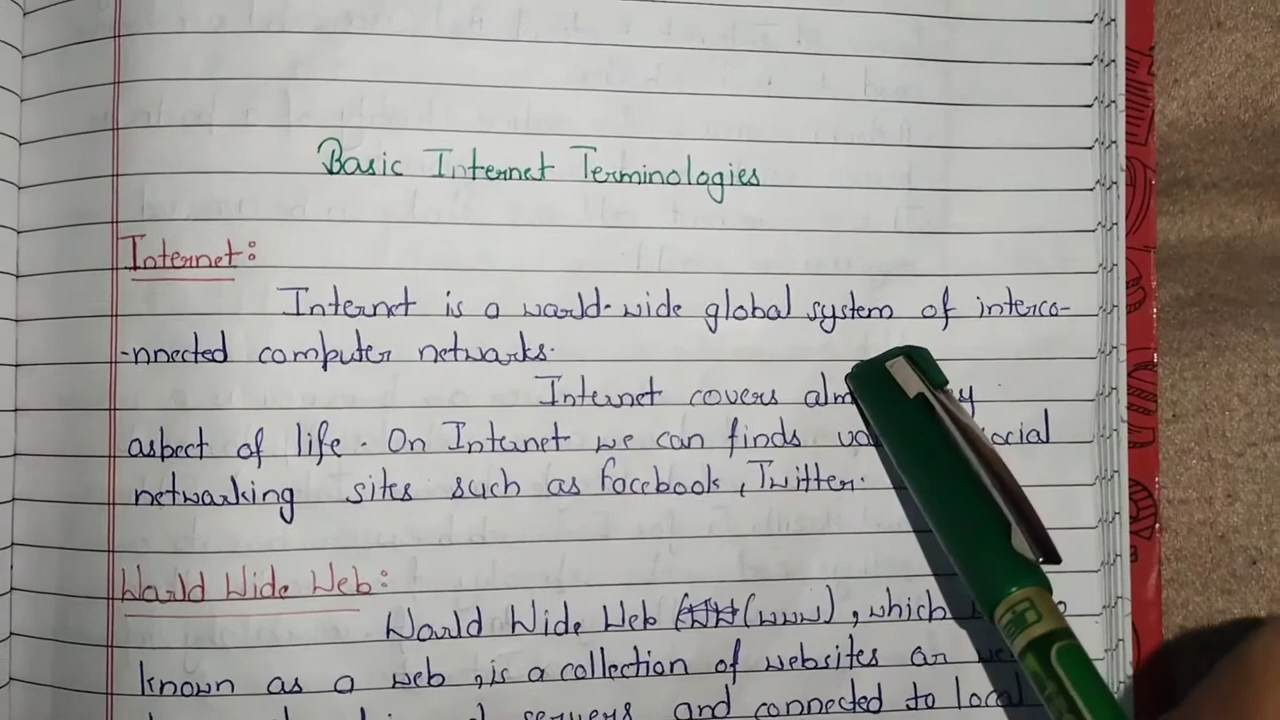 Basic Internet Terminologies
Internet:
Internet is a world-wide global system of interco-
-nnected computer networks.
Internet covers
aspect of life. On Internet we can finds
networking sites such as Facebook, Twitter.
World Wide Web:
World Wide Web (www), which
known as a web, is a collection of websites or
servers and connected to local